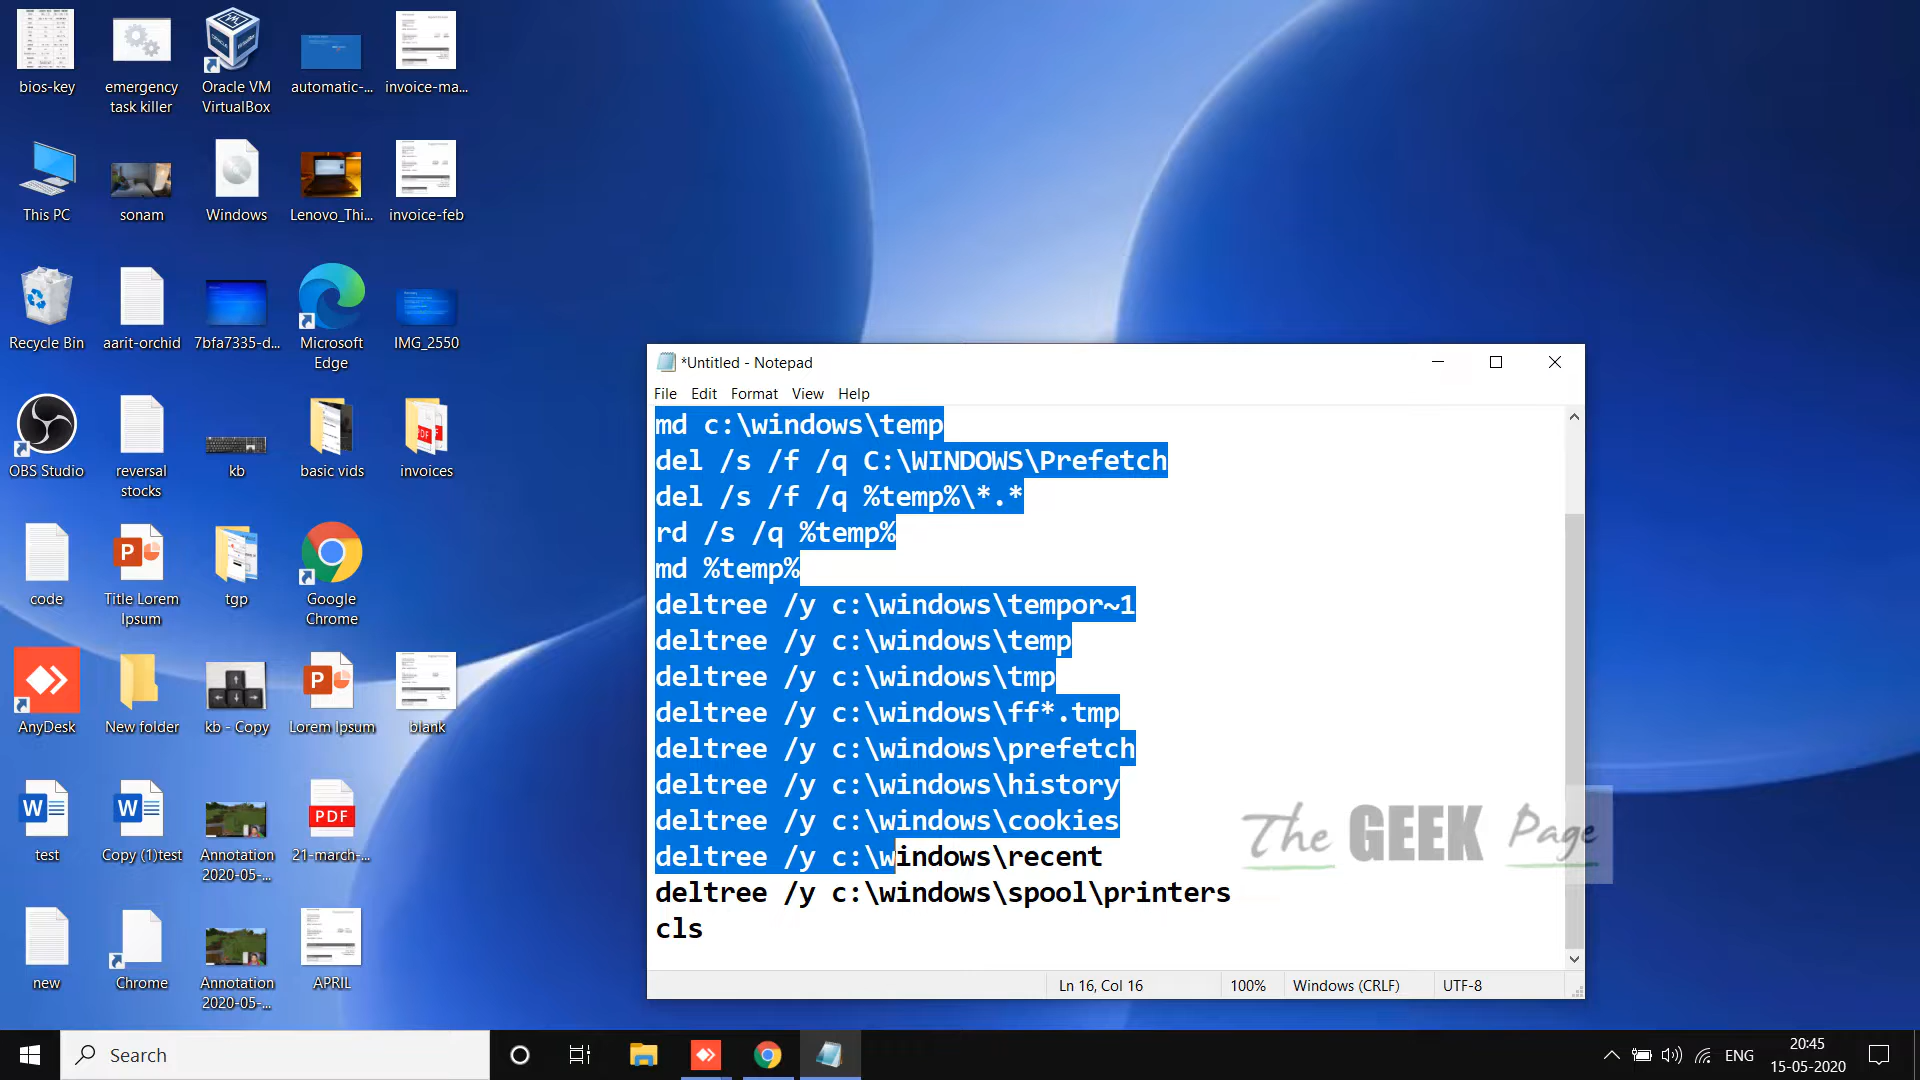 bios-key
emergency
task killer
Oracle VM
VirtualBox
automatic-...
invoice-ma...
This PC
sonam
Windows
Lenovo_Thi...
invoice-feb
Recycle Bin
aarit-orchid
7bfa7335-d...
Microsoft
Edge
IMG_2550
OBS Studio
reversal
stocks
kb
basic vids
PDF
invoices
code
Title Lorem
Ipsum
tgp
Google
Chrome
AnyDesk
New folder
kb - Copy
Lorem Ipsum
blank
test
Copy (1)test
Annotation
2020-05-...
PDF
21-march-...
new
Chrome
Annotation
2020-05-...
APRIL
*Untitled - Notepad
File Edit Format View Help
md c:\windows\temp
del /s /f /q C:\WINDOWS\Prefetch
del /s /f /q %temp%\*.*
rd /s /q %temp%
md %temp%
deltree /y c:\windows\tempor~1
deltree /y c:\windows\temp
deltree /y c:\windows\tmp
deltree /y c:\windows\ff*.tmp
deltree /y c:\windows\prefetch
deltree /y c:\windows\history
deltree /y c:\windows\cookies
deltree /y c:\windows\recent
deltree /y c:\windows\spool\printers
cls
The GEEK Page
Ln 16, Col 16 100% Windows (CRLF) UTF-8
Search
ENG
20:45
15-05-2020